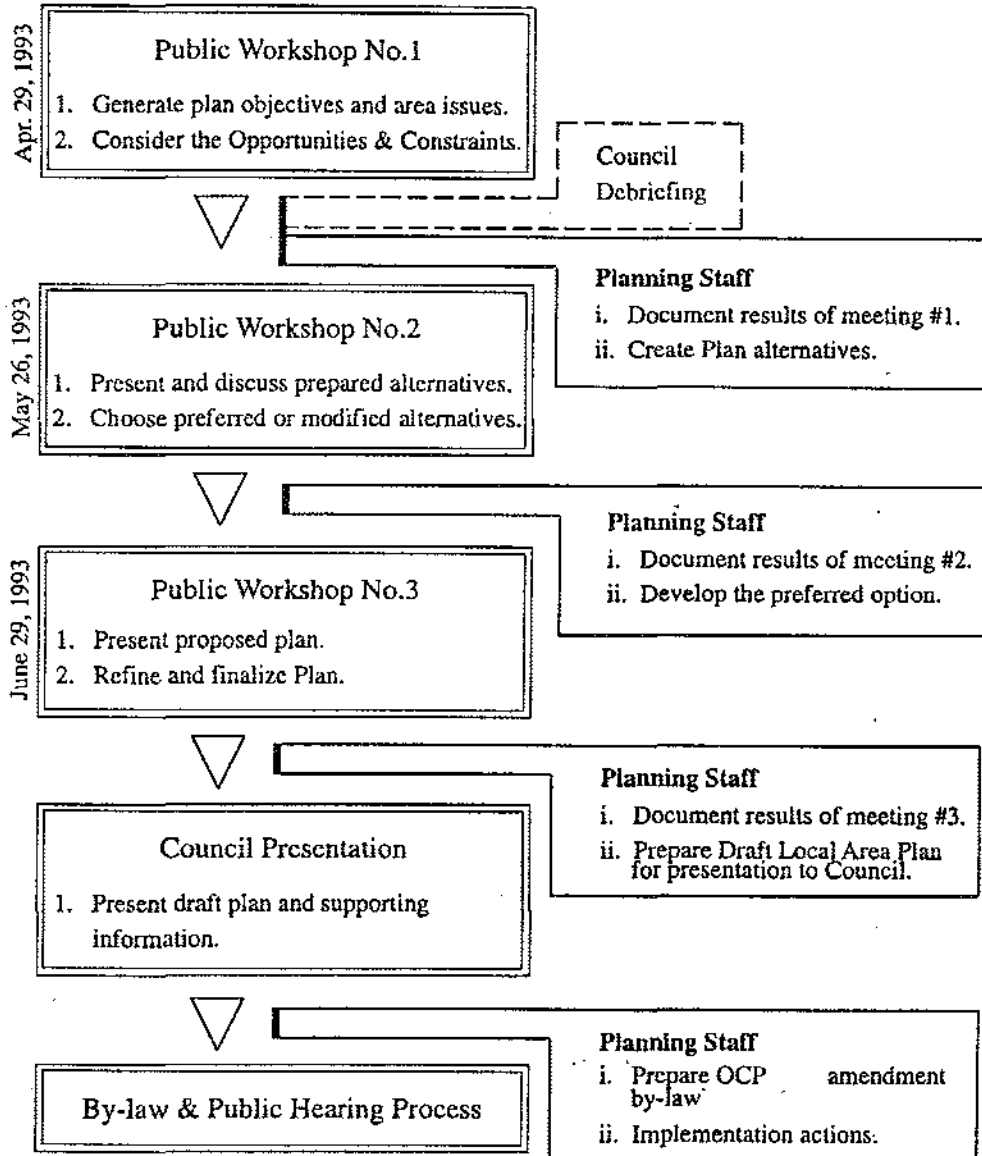 Apr. 29, 1993
Public Workshop No.1
1. Generate plan objectives and area issues.
2. Consider the Opportunities & Constraints.
Council
Debriefing
Planning Staff
i. Document results of meeting #1.
ii. Create Plan alternatives.
May 26, 1993
Public Workshop No.2
1. Present and discuss prepared alternatives.
2. Choose preferred or modified alternatives.
Planning Staff
i. Document results of meeting #2.
ii. Develop the preferred option.
June 29, 1993
Public Workshop No.3
1. Present proposed plan.
2. Refine and finalize Plan.
Planning Staff
i. Document results of meeting #3.
ii. Prepare Draft Local Area Plan
for presentation to Council.
Council Presentation
1. Present draft plan and supporting
information.
Planning Staff
i. Prepare OCP amendment
by-law
ii. Implementation actions.
By-law & Public Hearing Process